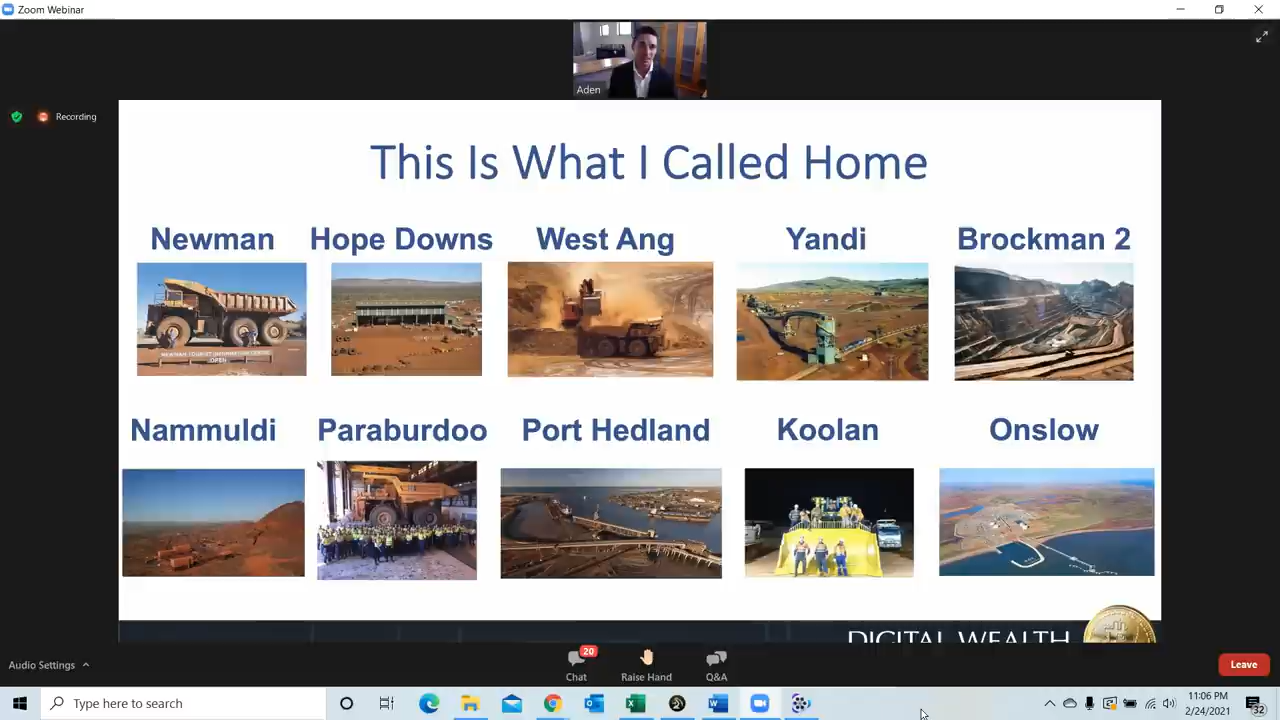 Zoom Webinar
Aden
Recording
This Is What I Called Home
Newman
Hope Downs
West Ang
Yandi
Brockman 2
OPEN
Nammuldi
Paraburdoo
Port Hedland
Koolan
Onslow
DIGITAL WEALTH
Audio Settings
20
Chat
Raise Hand
Q&A
Leave
Type here to search
11:06 PM
2/24/2021
32